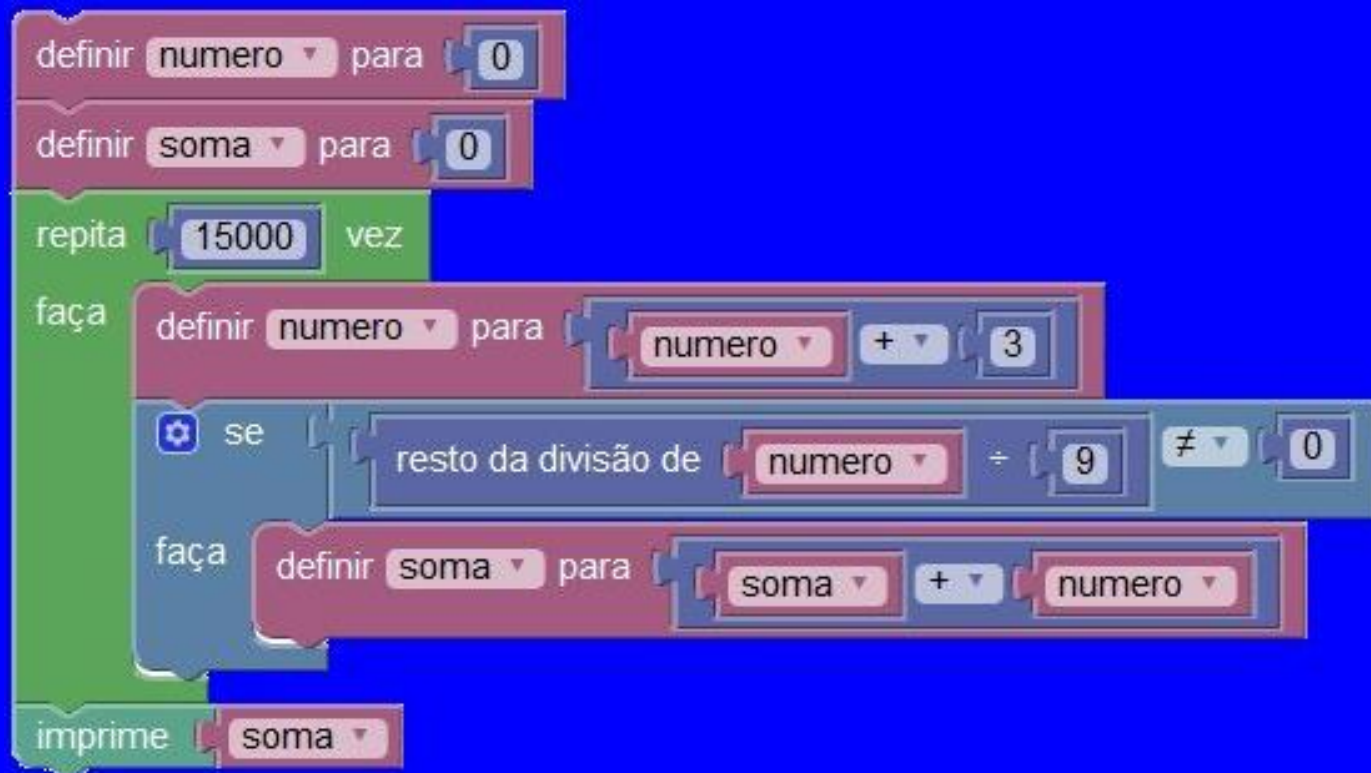 definir numero para 0
definir soma para 0
repita 15000 vez
faça definir numero para numero + 3
se resto da divisão de numero ÷ 9 ≠ 0
faça definir soma para soma + numero
imprime soma